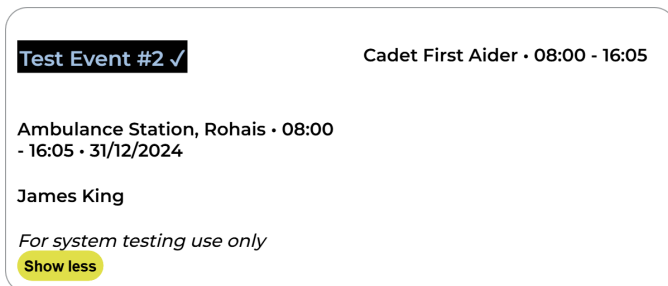 Test Event #2 ✓
Cadet First Aider • 08:00 - 16:05
Ambulance Station, Rohais • 08:00
- 16:05 • 31/12/2024
James King
For system testing use only
Show less